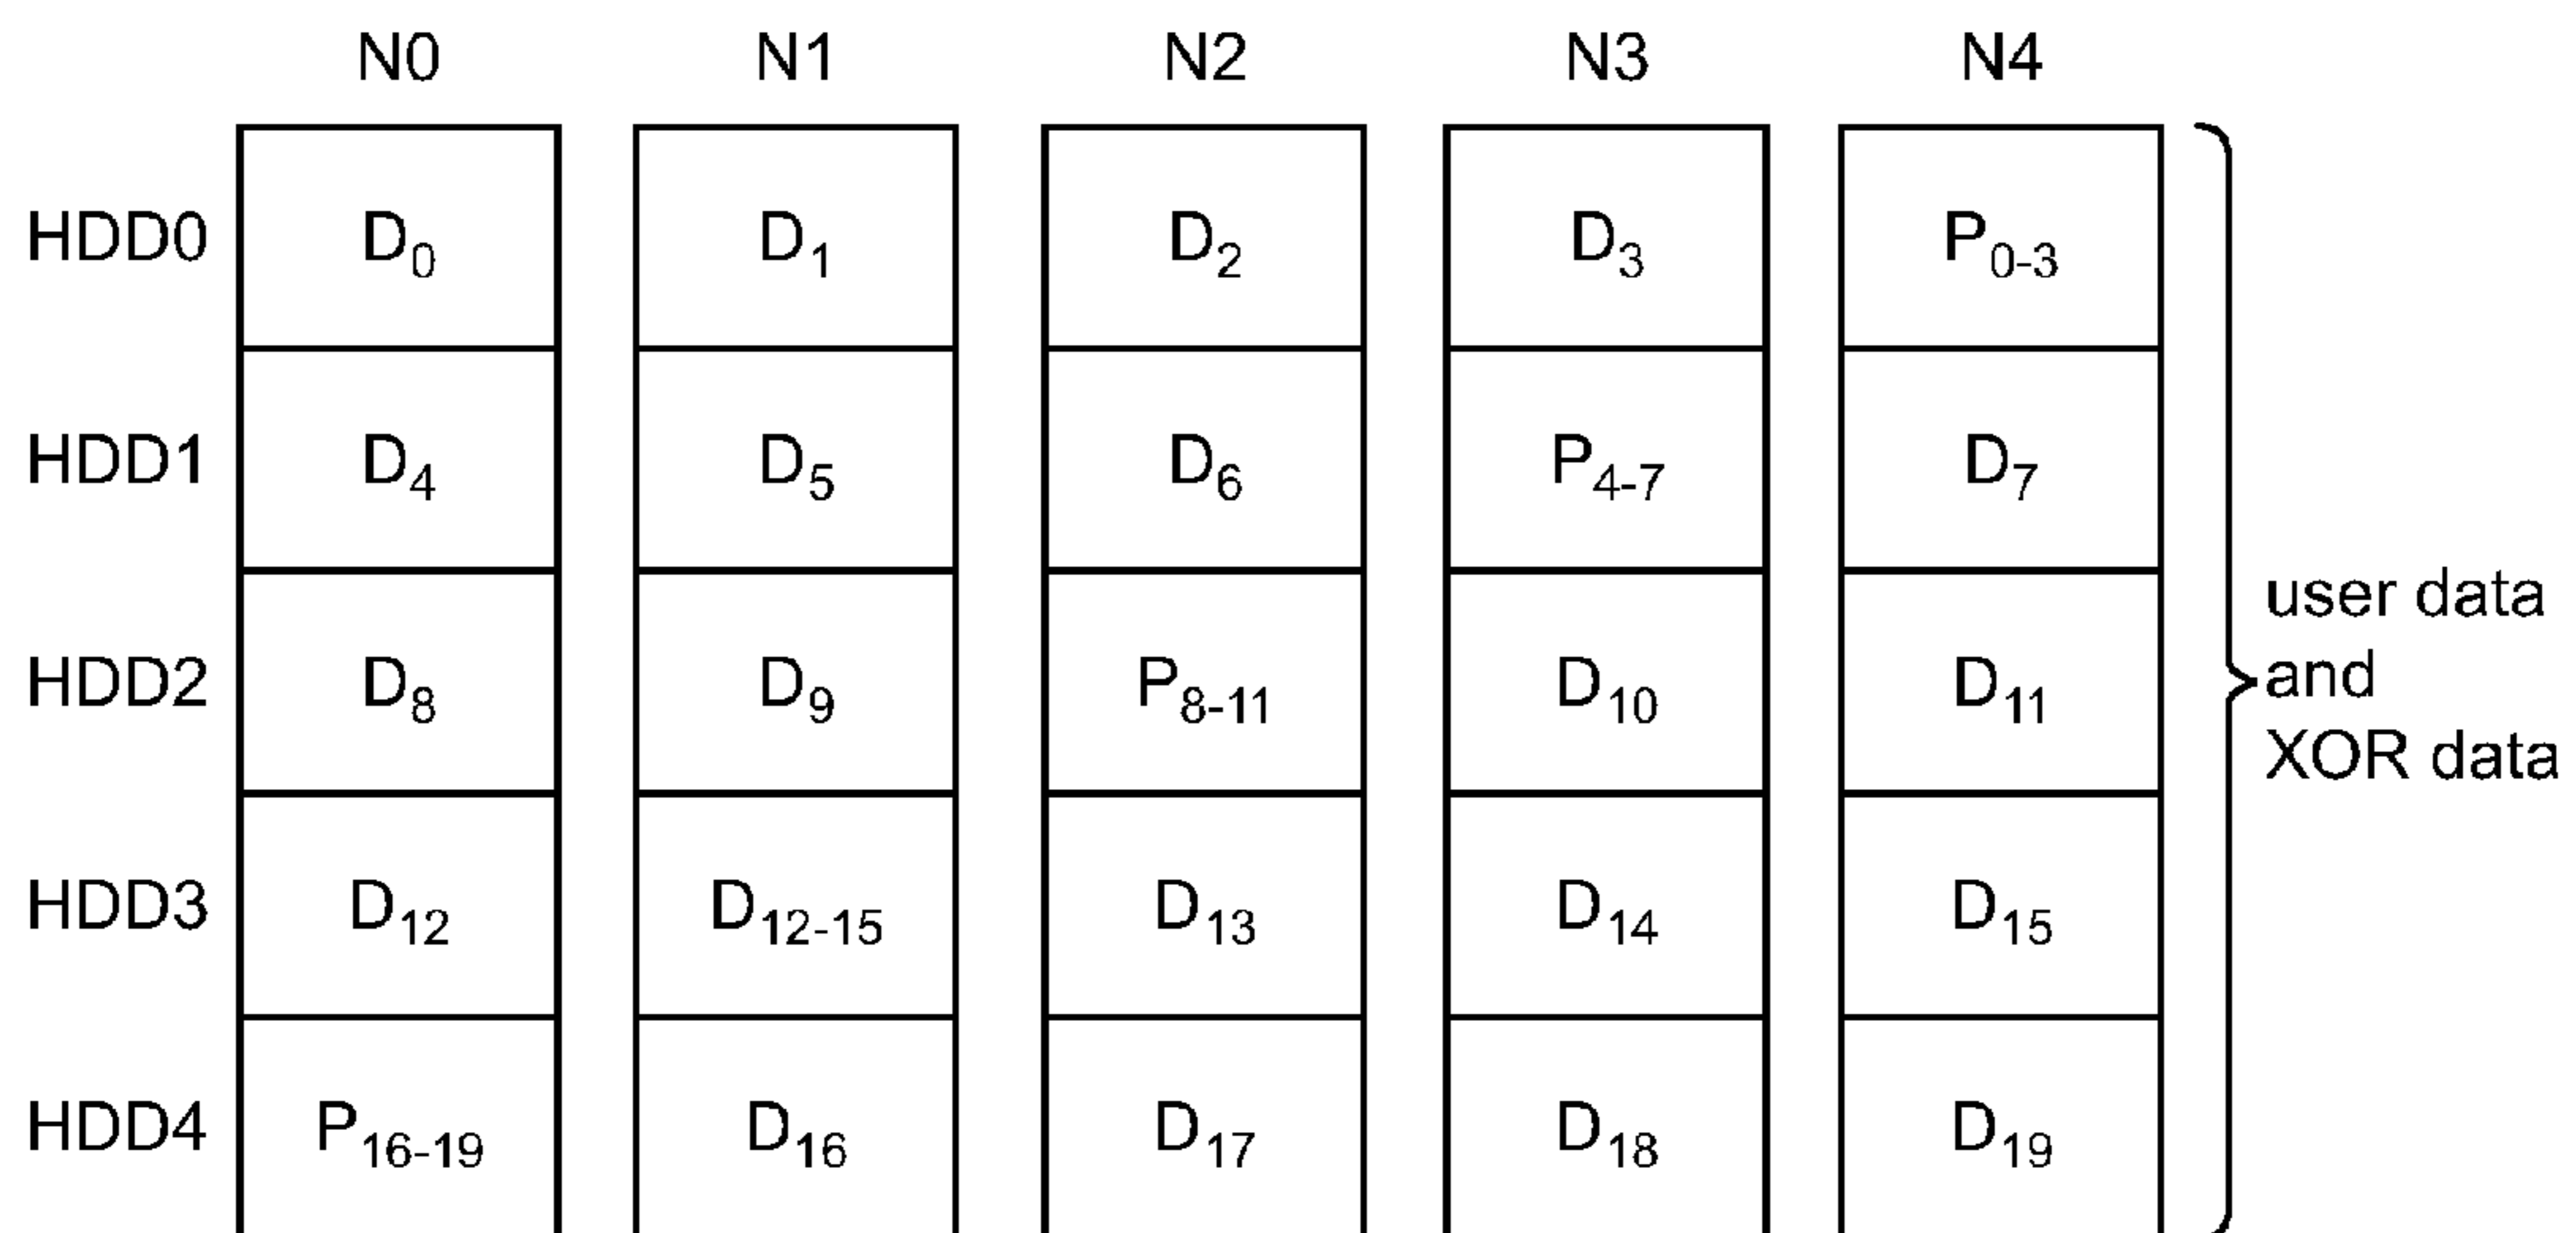 N0 N1 N2 N3 N4
HDD0 D0 D1 D2 D3 P0-3
HDD1 D4 D5 D6 P4-7 D7
HDD2 D8 D9 P8-11 D10 D11
HDD3 D12 D12-15 D13 D14 D15
HDD4 P16-19 D16 D17 D18 D19
user data
and
XOR data